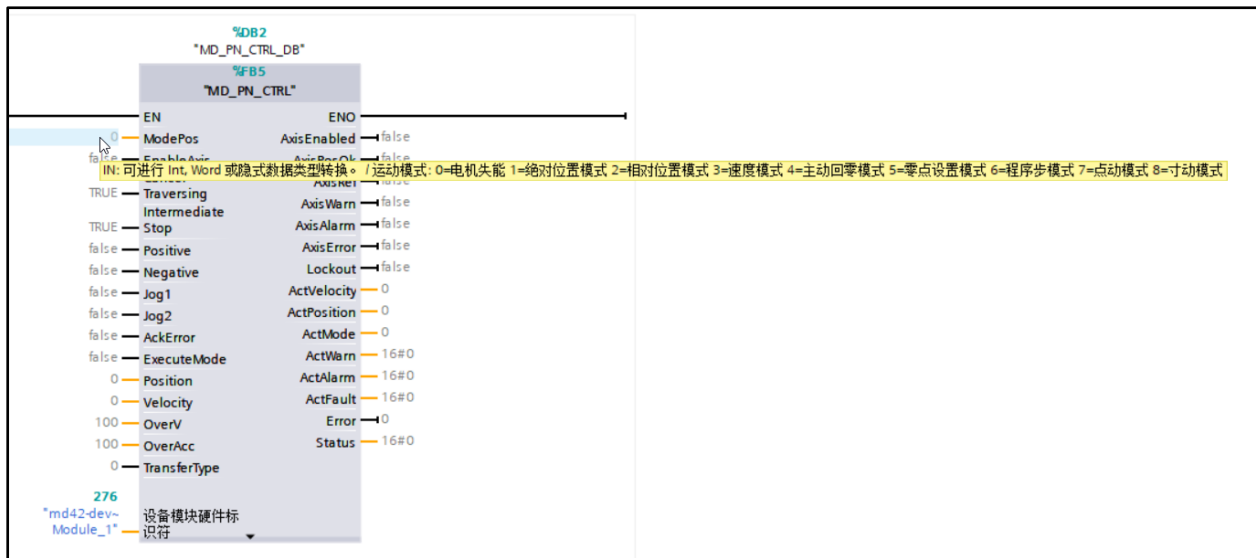 %DB2
"MD_PN_CTRL_DB"
%FB5
"MD_PN_CTRL"
EN ENO
0 ModePos AxisEnabled false
false EnableAxis AxisPosOk
IN: 可进行 Int, Word 或隐式数据类型转换。 / 运动模式: 0=电机失能 1=绝对位置模式 2=相对位置模式 3=速度模式 4=主动回零模式 5=零点设置模式 6=程序步模式 7=点动模式 8=寸动模式
AxisRef false
TRUE Traversing
AxisWarn false
Intermediate
TRUE Stop AxisAlarm false
false Positive AxisError false
false Negative Lockout false
false Jog1 ActVelocity 0
false Jog2 ActPosition 0
false AckError ActMode 0
false ExecuteMode ActWarn 16#0
0 Position ActAlarm 16#0
0 Velocity ActFault 16#0
100 OverV Error 0
100 OverAcc Status 16#0
0 TransferType
276
"md42-dev~ 设备模块硬件标
Module_1" 识符